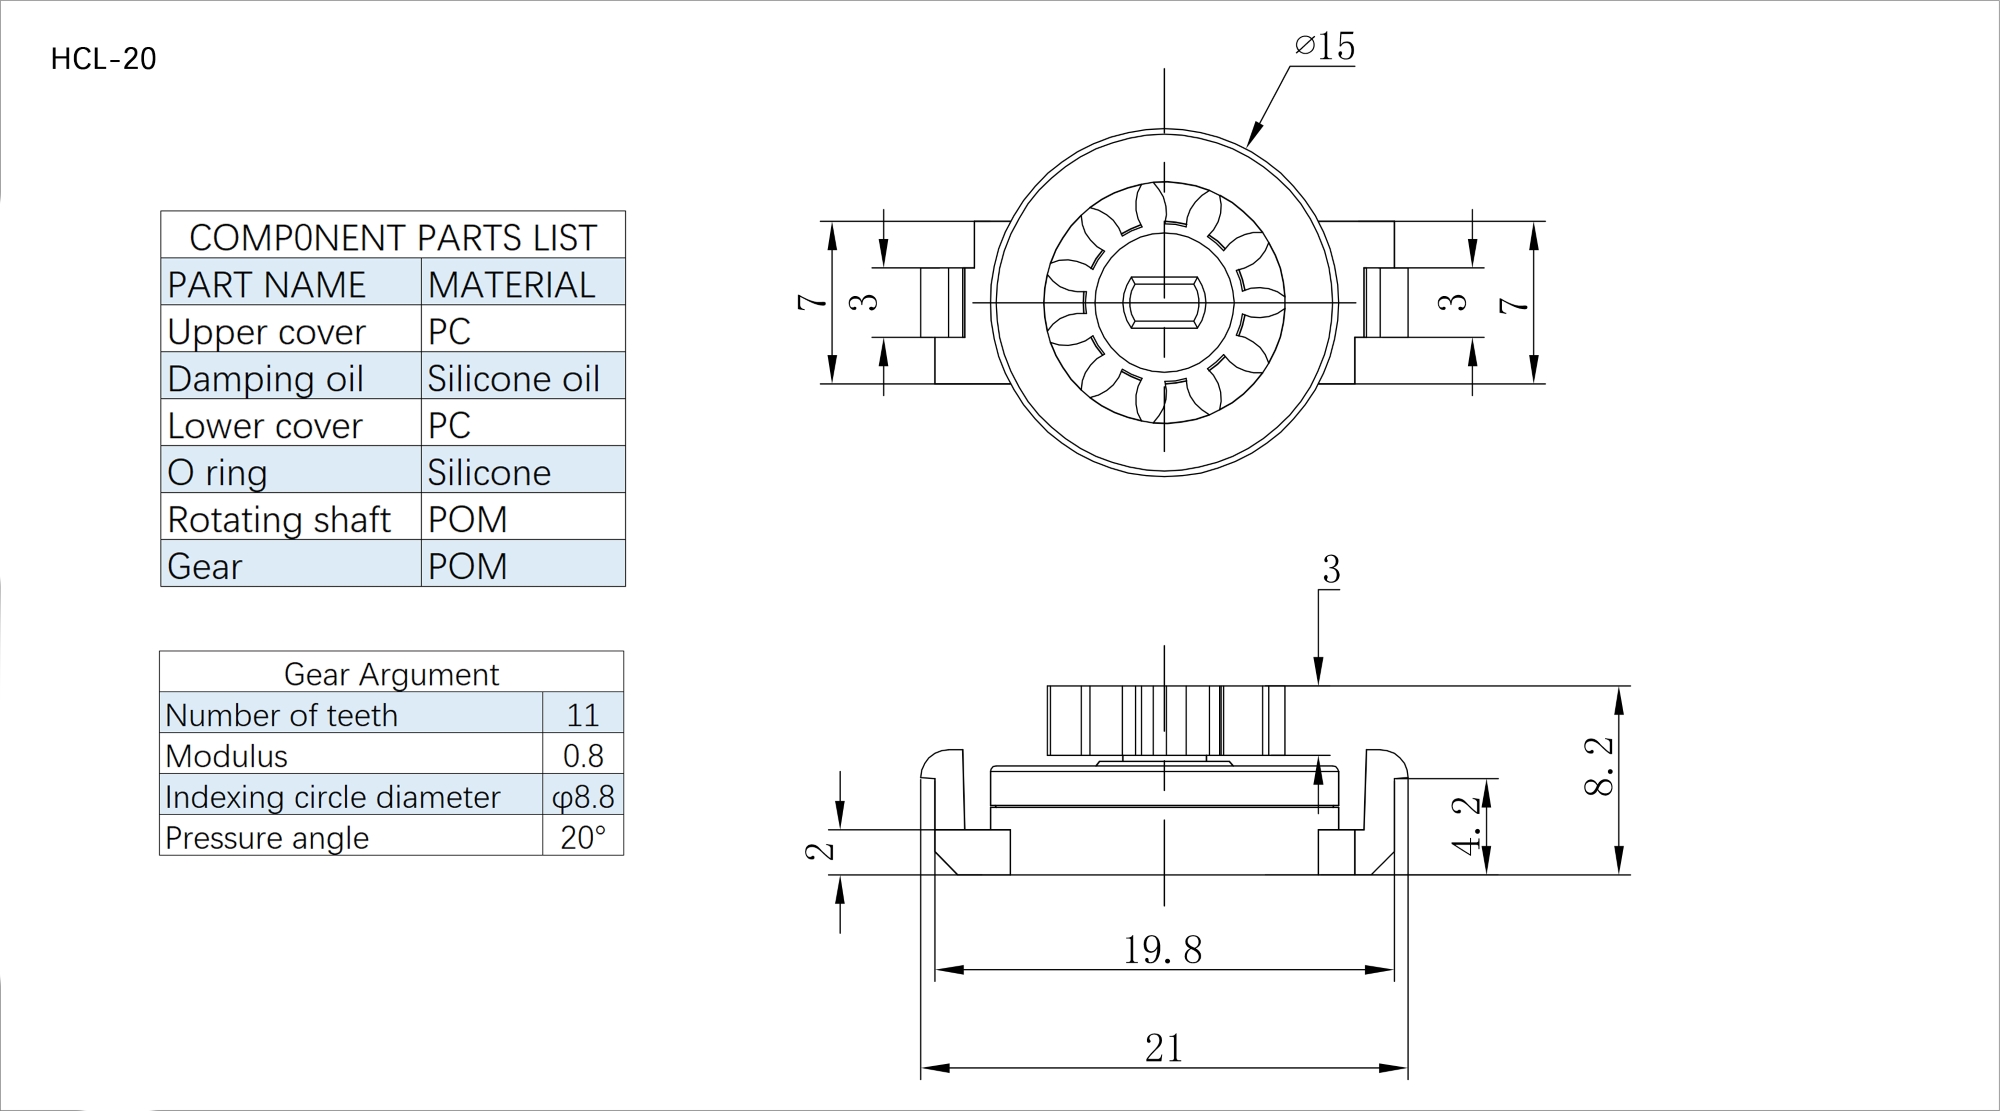 HCL-20
COMP0NENT PARTS LIST
PART NAME MATERIAL
Upper cover PC
Damping oil Silicone oil
Lower cover PC
O ring Silicone
Rotating shaft POM
Gear POM
Gear Argument
Number of teeth 11
Modulus 0.8
Indexing circle diameter φ8.8
Pressure angle 20°
⌀15
7
3
3
7
3
8.2
4.2
2
19.8
21